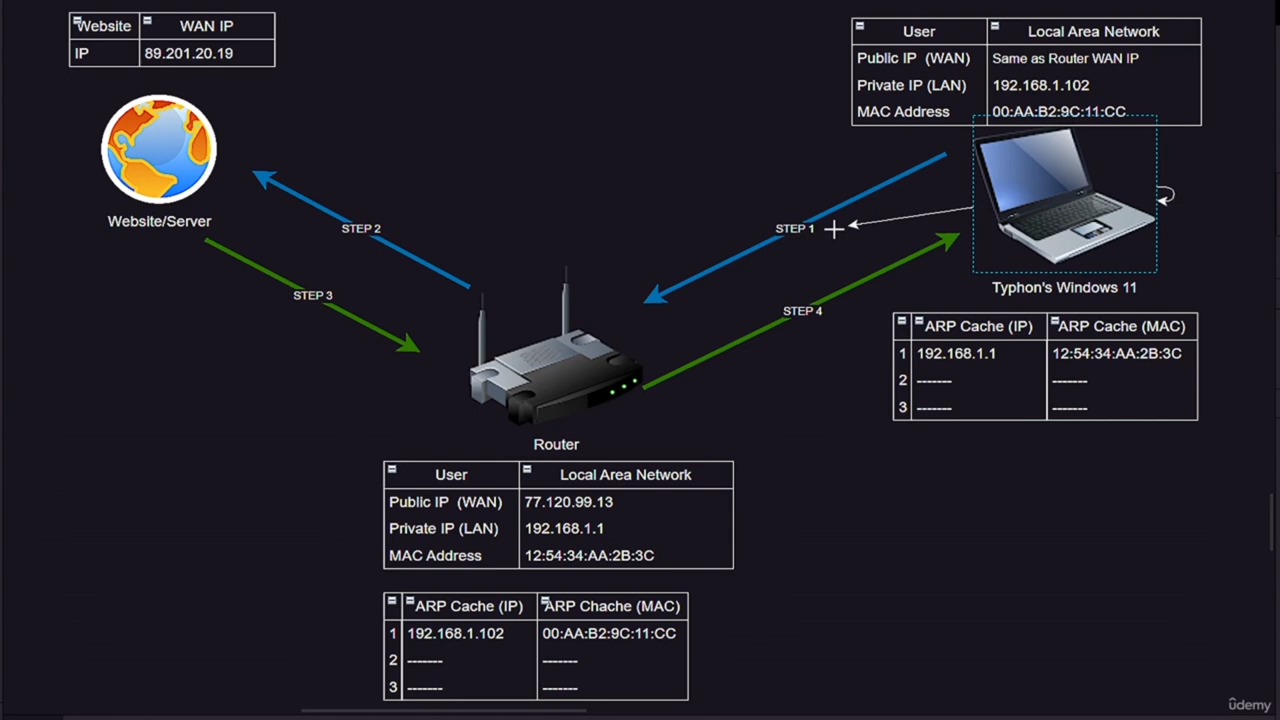 Website WAN IP
IP 89.201.20.19
User Local Area Network
Public IP (WAN) Same as Router WAN IP
Private IP (LAN) 192.168.1.102
MAC Address 00:AA:B2:9C:11:CC
Website/Server
STEP 2
STEP 1
STEP 3
STEP 4
Typhon's Windows 11
ARP Cache (IP) ARP Cache (MAC)
1 192.168.1.1 12:54:34:AA:2B:3C
2 ------- -------
3 ------- -------
Router
User Local Area Network
Public IP (WAN) 77.120.99.13
Private IP (LAN) 192.168.1.1
MAC Address 12:54:34:AA:2B:3C
ARP Cache (IP) ARP Chache (MAC)
1 192.168.1.102 00:AA:B2:9C:11:CC
2 ------- -------
3 ------- -------
ûdemy